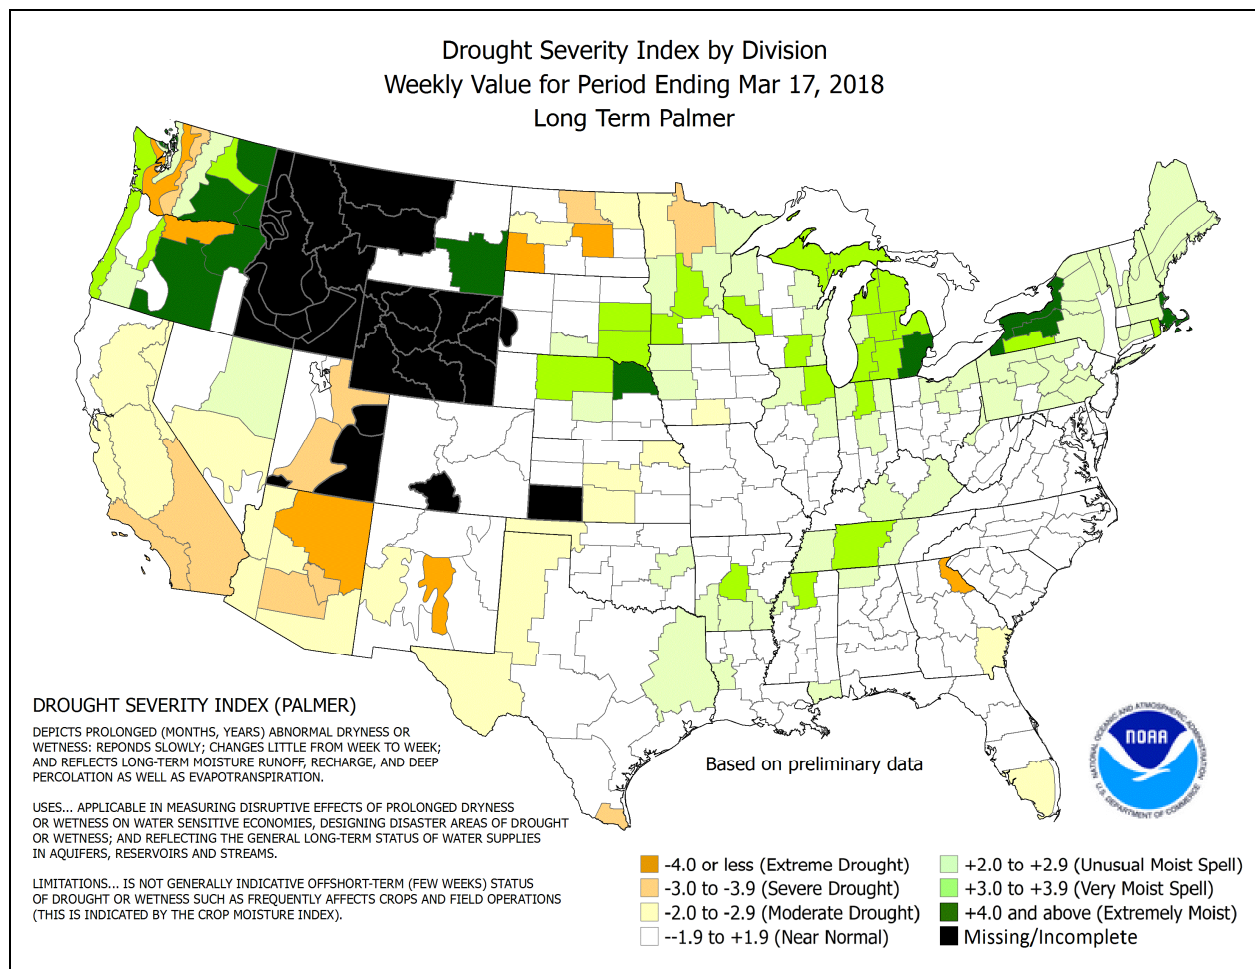 Drought Severity Index by Division
Weekly Value for Period Ending Mar 17, 2018
Long Term Palmer
DROUGHT SEVERITY INDEX (PALMER)
DEPICTS PROLONGED (MONTHS, YEARS) ABNORMAL DRYNESS OR
WETNESS: REPONDS SLOWLY; CHANGES LITTLE FROM WEEK TO WEEK;
AND REFLECTS LONG-TERM MOISTURE RUNOFF, RECHARGE, AND DEEP
PERCOLATION AS WELL AS EVAPOTRANSPIRATION.
USES... APPLICABLE IN MEASURING DISRUPTIVE EFFECTS OF PROLONGED DRYNESS
OR WETNESS ON WATER SENSITIVE ECONOMIES, DESIGNING DISASTER AREAS OF DROUGHT
OR WETNESS; AND REFLECTING THE GENERAL LONG-TERM STATUS OF WATER SUPPLIES
IN AQUIFERS, RESERVOIRS AND STREAMS.
LIMITATIONS... IS NOT GENERALLY INDICATIVE OFFSHORT-TERM (FEW WEEKS) STATUS
OF DROUGHT OR WETNESS SUCH AS FREQUENTLY AFFECTS CROPS AND FIELD OPERATIONS
(THIS IS INDICATED BY THE CROP MOISTURE INDEX).
Based on preliminary data
NATIONAL OCEANIC AND ATMOSPHERIC ADMINISTRATION
NOAA
U.S. DEPARTMENT OF COMMERCE
-4.0 or less (Extreme Drought)
-3.0 to -3.9 (Severe Drought)
-2.0 to -2.9 (Moderate Drought)
--1.9 to +1.9 (Near Normal)
+2.0 to +2.9 (Unusual Moist Spell)
+3.0 to +3.9 (Very Moist Spell)
+4.0 and above (Extremely Moist)
Missing/Incomplete